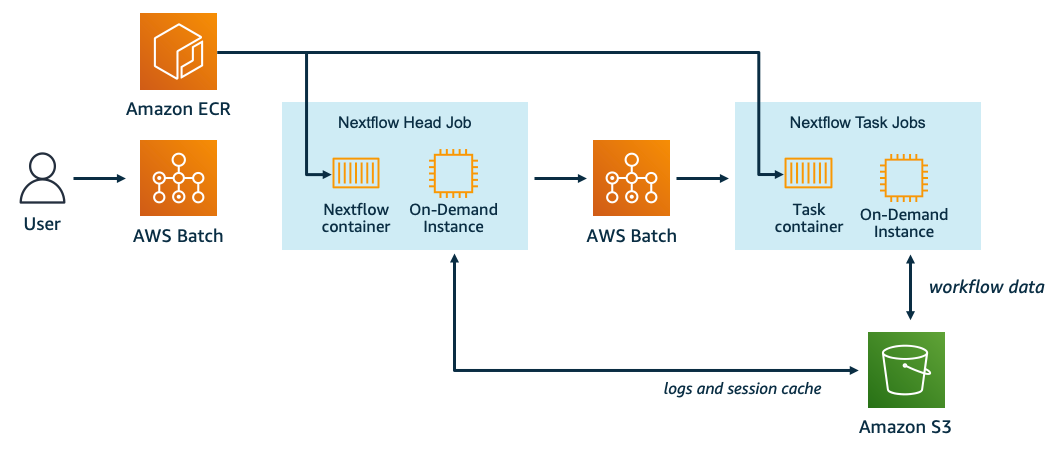 Amazon ECR
Nextflow Head Job
Nextflow Task Jobs
User
AWS Batch
Nextflow
container
On-Demand
Instance
AWS Batch
Task
container
On-Demand
Instance
workflow data
logs and session cache
Amazon S3